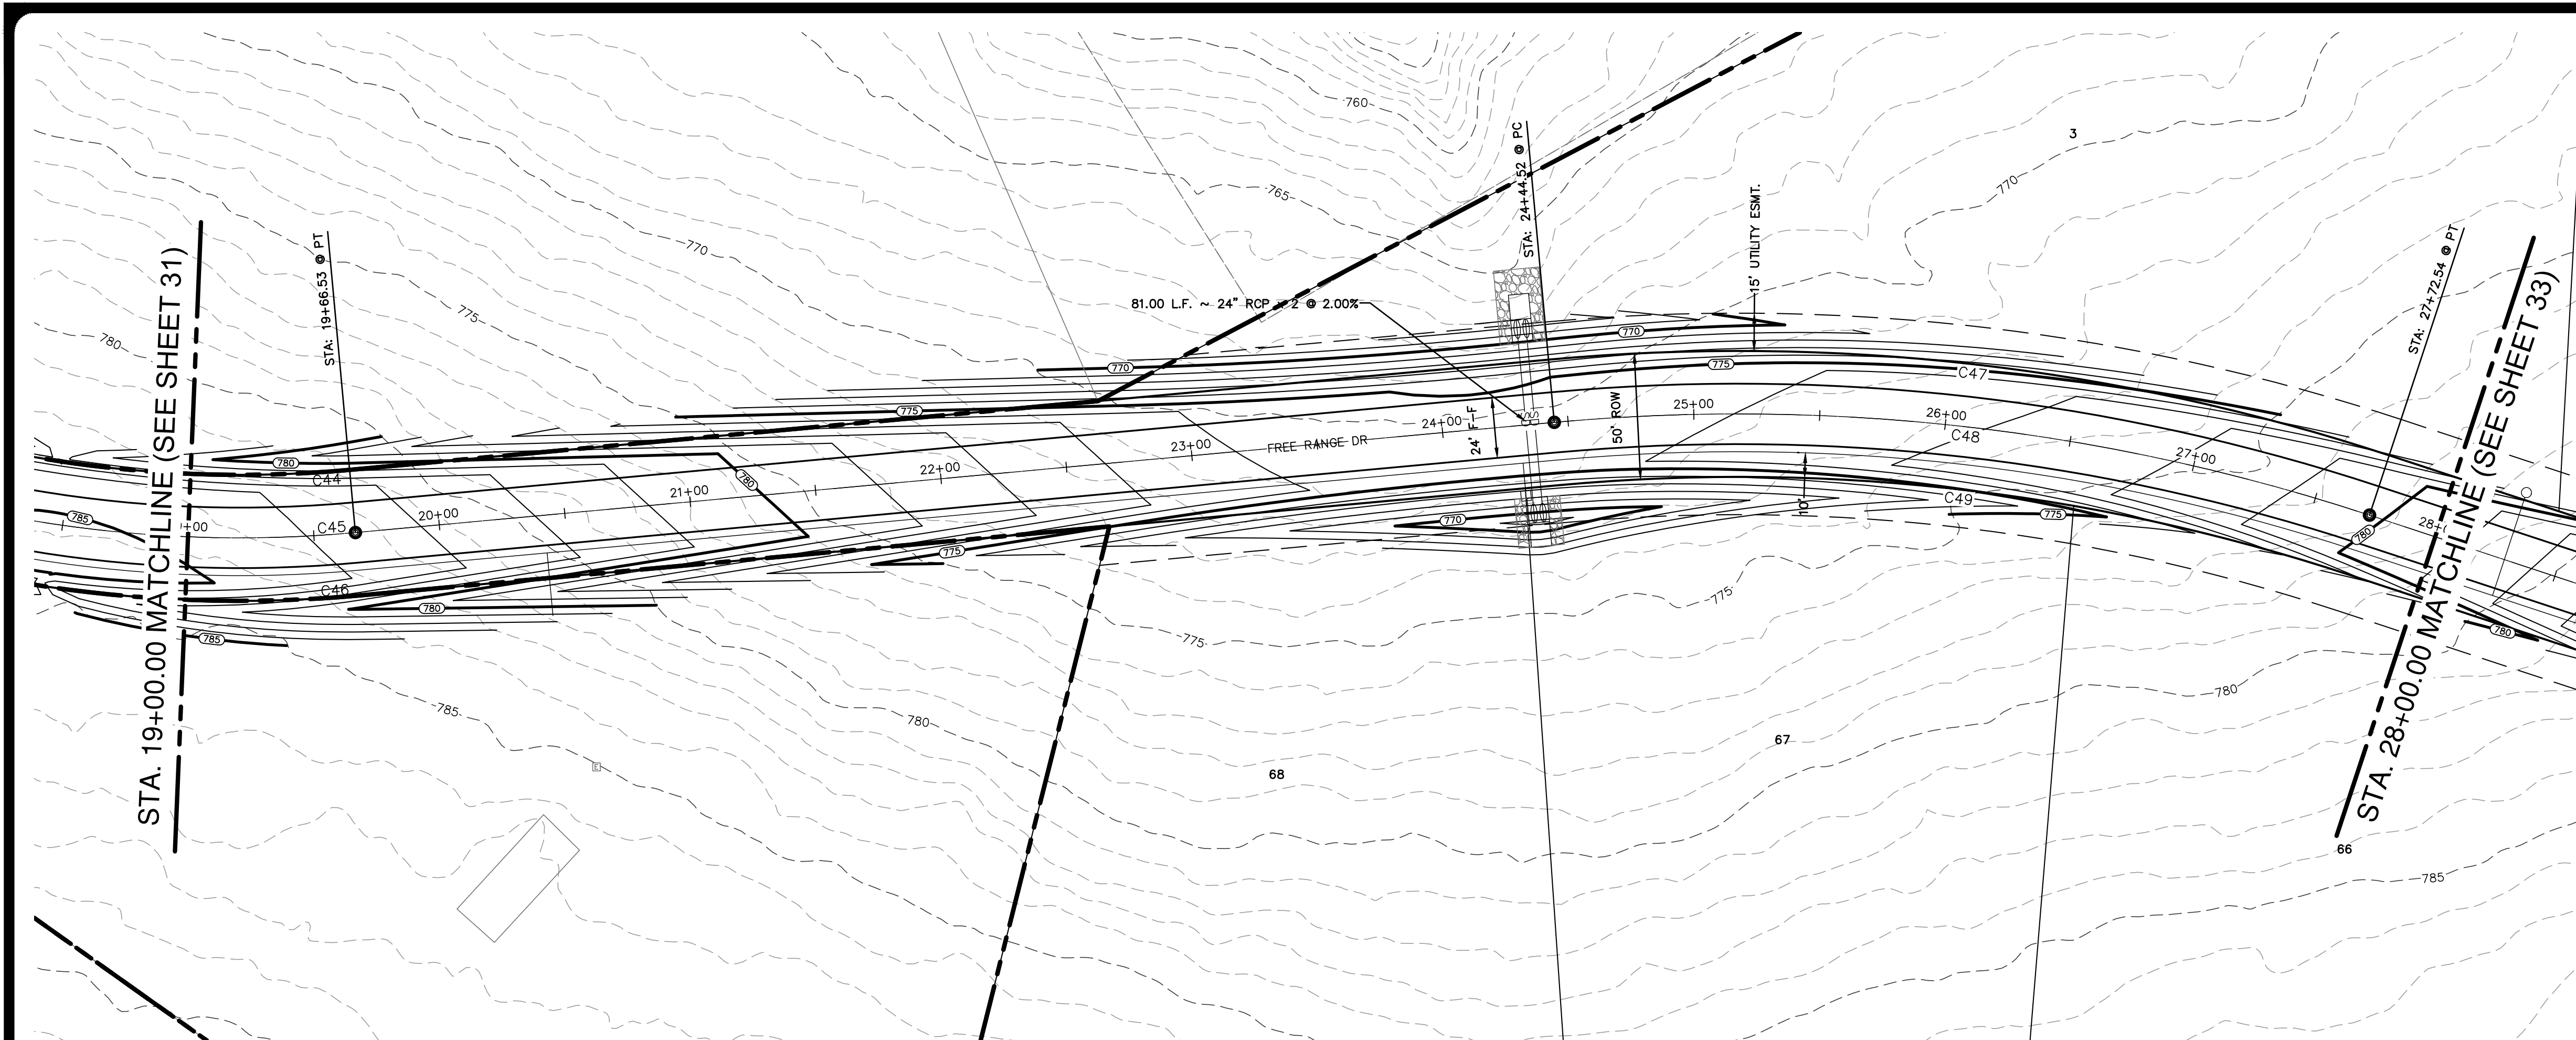 760
3
765
770
770
775
780
STA: 19+66.53 @ PT
STA: 24+44.52 @ PC
15' UTILITY ESMT.
STA: 27+72.54 @ PT
STA. 19+00.00 MATCHLINE (SEE SHEET 31)
STA. 28+00.00 MATCHLINE (SEE SHEET 33)
81.00 L.F. ~ 24" RCP x 2 @ 2.00%
770
770
775
775
C47
24' F-F
50' ROW
24+00
25+00
26+00
C48
27+00
FREE RANGE DR
23+00
22+00
21+00
20+00
780
780
C44
785
+00
C45
C46
780
785
775
770
10'
C49
775
780
28+
780
775
775
785
780
780
785
68
67
66
E